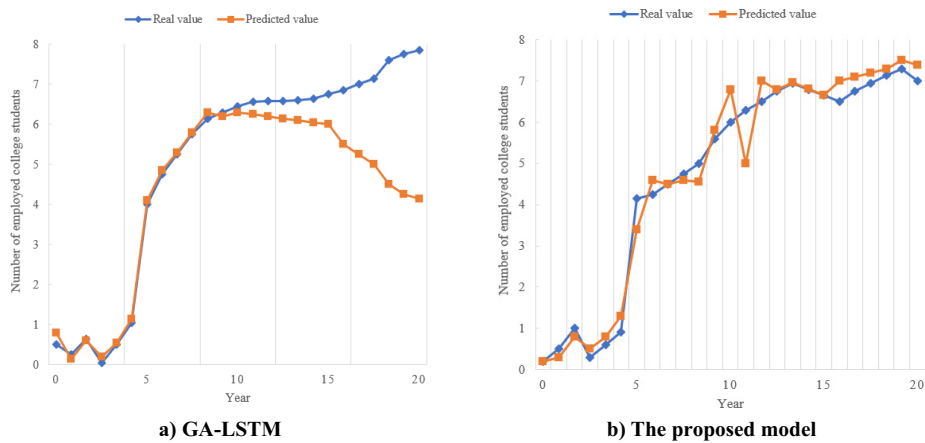 Real value Predicted value
Number of employed college students
8
7
6
5
4
3
2
1
0
0 5 10 15 20
Year
a) GA-LSTM
Real value Predicted value
Number of employed college students
8
7
6
5
4
3
2
1
0
0 5 10 15 20
Year
b) The proposed model